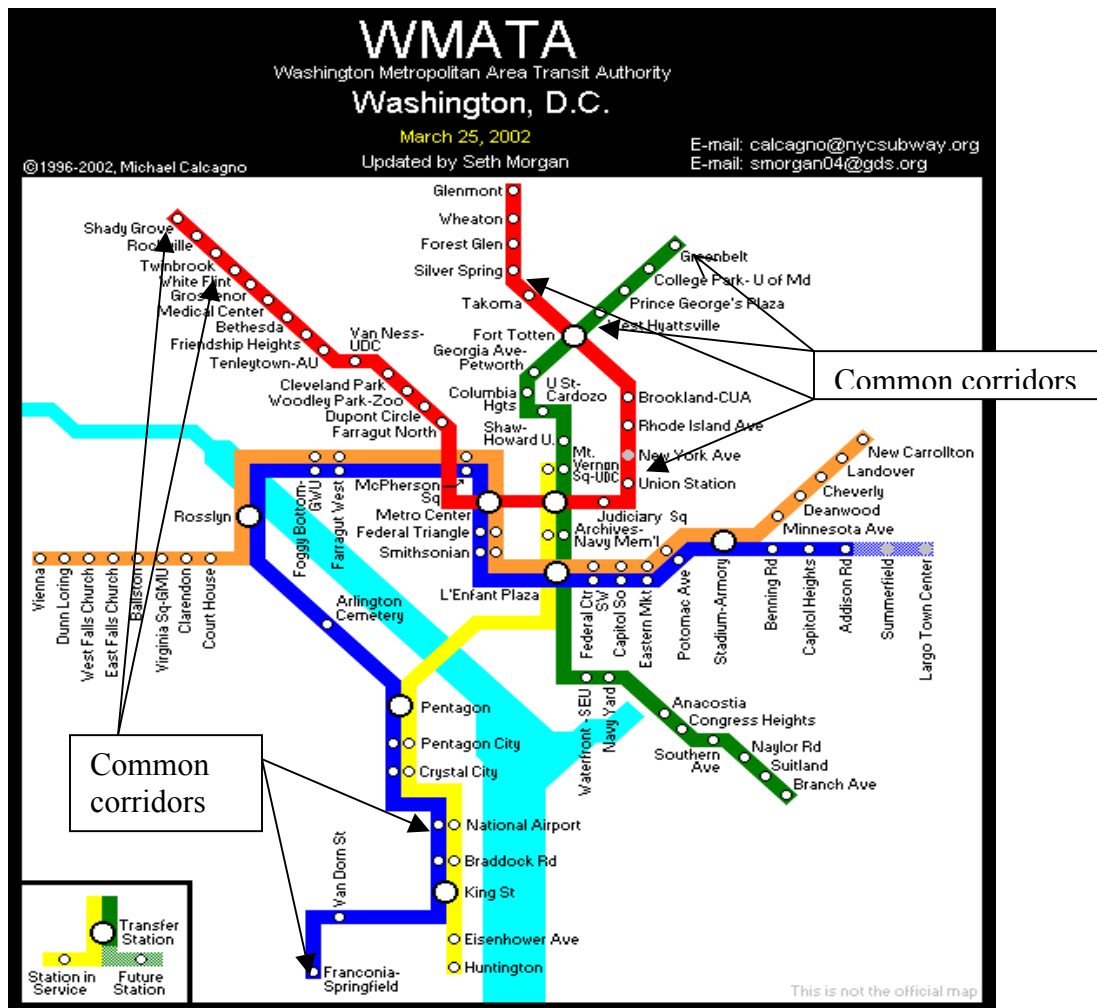 WMATA
Washington Metropolitan Area Transit Authority
Washington, D.C.
March 25, 2002
Updated by Seth Morgan
©1996-2002, Michael Calcagno
E-mail: calcagno@nycsubway.org
E-mail: smorgan04@gds.org
Glenmont
Wheaton
Forest Glen
Silver Spring
Takoma
Fort Totten
Shady Grove
Rockville
Twinbrook
White Flint
Grosvenor
Medical Center
Bethesda
Friendship Heights
Tenleytown-AU
Van Ness-
UDC
Cleveland Park
Woodley Park-Zoo
Dupont Circle
Farragut North
Greenbelt
College Park- U of Md
Prince George's Plaza
West Hyattsville
Georgia Ave-
Petworth
Columbia
Hgts
U St-
Cardozo
Shaw-
Howard U.
Mt.
Vernon
Sq-UDC
Brookland-CUA
Rhode Island Ave
New York Ave
Union Station
Judiciary Sq
Common corridors
New Carrollton
Landover
Cheverly
Deanwood
Minnesota Ave
Rosslyn
Foggy Bottom-
GWU
Farragut West
McPherson
Sq
Metro Center
Federal Triangle
Smithsonian
Archives-
Navy Mem'l
L'Enfant Plaza
Vienna
Dunn Loring
West Falls Church
East Falls Church
Ballston
Virginia Sq-GMU
Clarendon
Court House
Arlington
Cemetery
Federal Ctr
SW
Capitol So
Eastern Mkt
Potomac Ave
Stadium-Armory
Benning Rd
Capitol Heights
Addison Rd
Summerfield
Largo Town Center
Pentagon
Pentagon City
Crystal City
National Airport
Braddock Rd
King St
Eisenhower Ave
Huntington
Van Dorn St
Franconia-
Springfield
Waterfront - SEU
Navy Yard
Anacostia
Congress Heights
Southern
Ave
Naylor Rd
Suitland
Branch Ave
Common
corridors
Transfer
Station
Station in
Service
Future
Station
This is not the official map